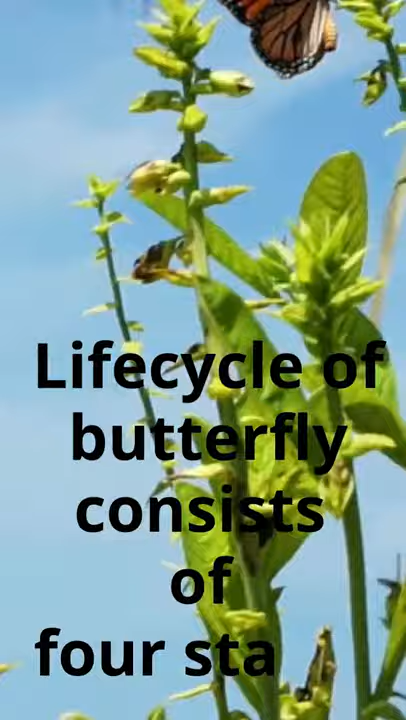 Lifecycle of
butterfly
consists
of
four sta